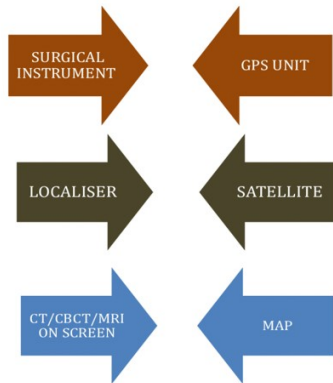 SURGICAL
INSTRUMENT
GPS UNIT
LOCALISER
SATELLITE
CT/CBCT/MRI
ON SCREEN
MAP